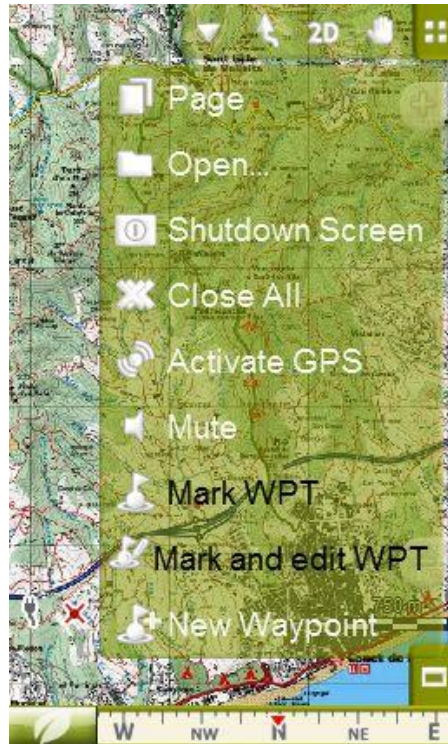 2D
Page
Open...
Shutdown Screen
Close All
Activate GPS
Mute
Mark WPT
Mark and edit WPT
750 m
New Waypoint
W NW N NE E